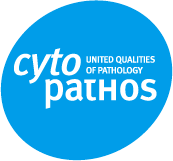 cyto
UNITED QUALITIES
OF PATHOLOGY
paTHOS